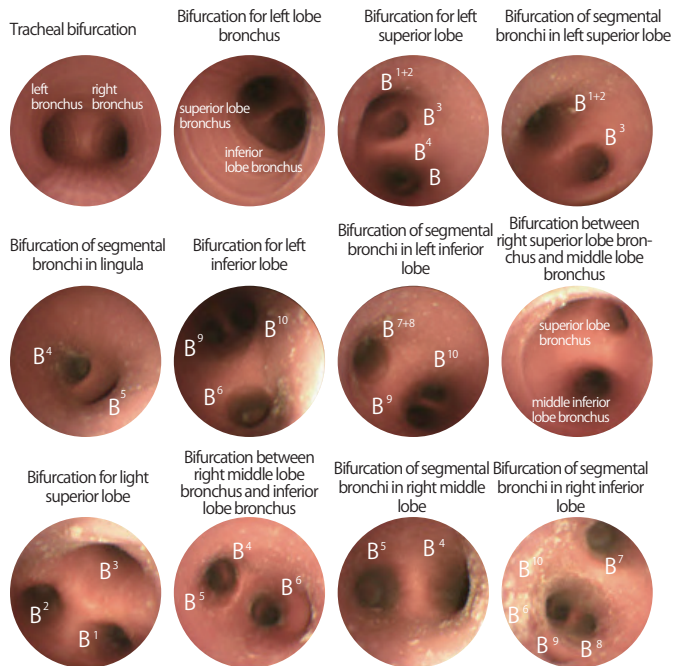 Tracheal bifurcation
left
bronchus
right
bronchus
Bifurcation for left lobe
bronchus
superior lobe
bronchus
inferior
lobe bronchus
Bifurcation for left
superior lobe
B1+2
B3
B4
B
Bifurcation of segmental
bronchi in left superior lobe
B1+2
B3
Bifurcation of segmental
bronchi in lingula
B4
B5
Bifurcation for left
inferior lobe
B9
B10
B6
Bifurcation of segmental
bronchi in left inferior
lobe
B7+8
B10
B9
Bifurcation between
right superior lobe bron-
chus and middle lobe
bronchus
superior lobe
bronchus
middle inferior
lobe bronchus
Bifurcation for light
superior lobe
B3
B2
B1
Bifurcation between
right middle lobe
bronchus and inferior
lobe bronchus
B4
B5
B6
Bifurcation of segmental
bronchi in right middle
lobe
B5
B4
Bifurcation of segmental
bronchi in right inferior
lobe
B10
B7
B6
B9
B8